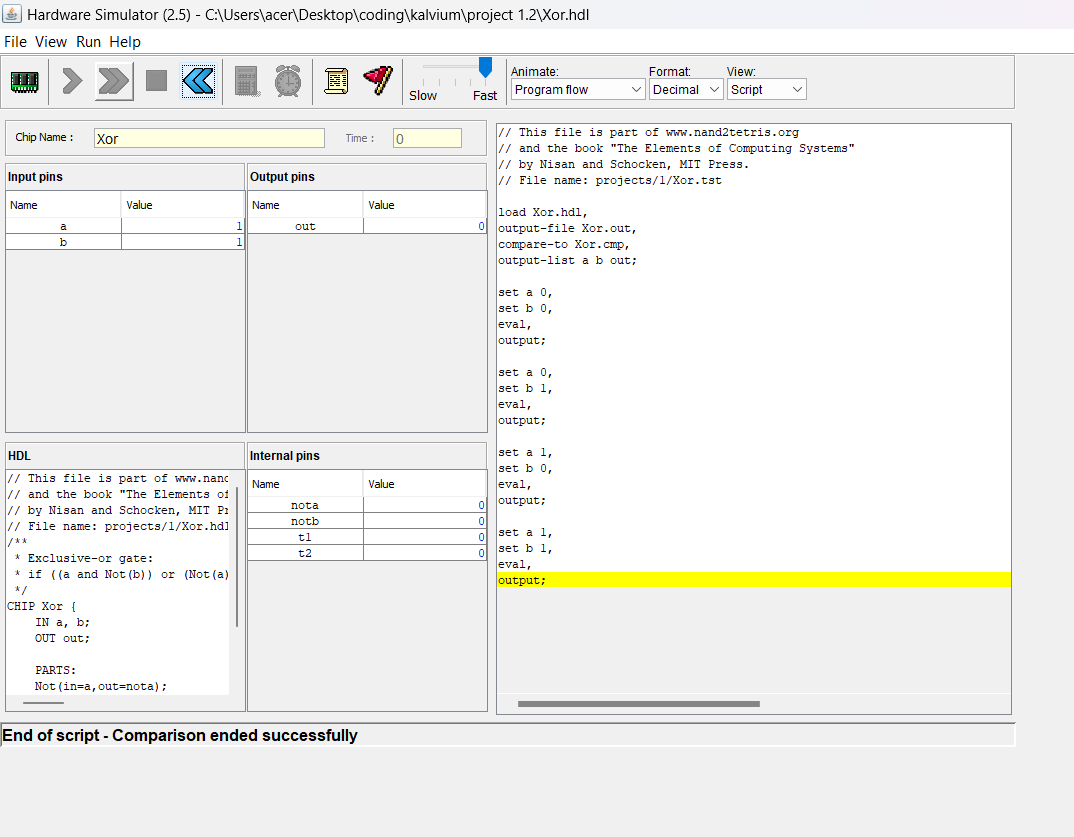 Hardware Simulator (2.5) - C:\Users\acer\Desktop\coding\kalvium\project 1.2\Xor.hdl
File View Run Help
Slow Fast
Animate: Format: View:
Program flow Decimal Script
Chip Name : Xor Time : 0
Input pins
Name Value
a 1
b 1
Output pins
Name Value
out 0
HDL
// This file is part of www.nand
// and the book "The Elements of
// by Nisan and Schocken, MIT Pr
// File name: projects/1/Xor.hdl
/**
* Exclusive-or gate:
* if ((a and Not(b)) or (Not(a)
*/
CHIP Xor {
IN a, b;
OUT out;
PARTS:
Not(in=a,out=nota);
Internal pins
Name Value
nota 0
notb 0
t1 0
t2 0
// This file is part of www.nand2tetris.org
// and the book "The Elements of Computing Systems"
// by Nisan and Schocken, MIT Press.
// File name: projects/1/Xor.tst
load Xor.hdl,
output-file Xor.out,
compare-to Xor.cmp,
output-list a b out;
set a 0,
set b 0,
eval,
output;
set a 0,
set b 1,
eval,
output;
set a 1,
set b 0,
eval,
output;
set a 1,
set b 1,
eval,
output;
End of script - Comparison ended successfully